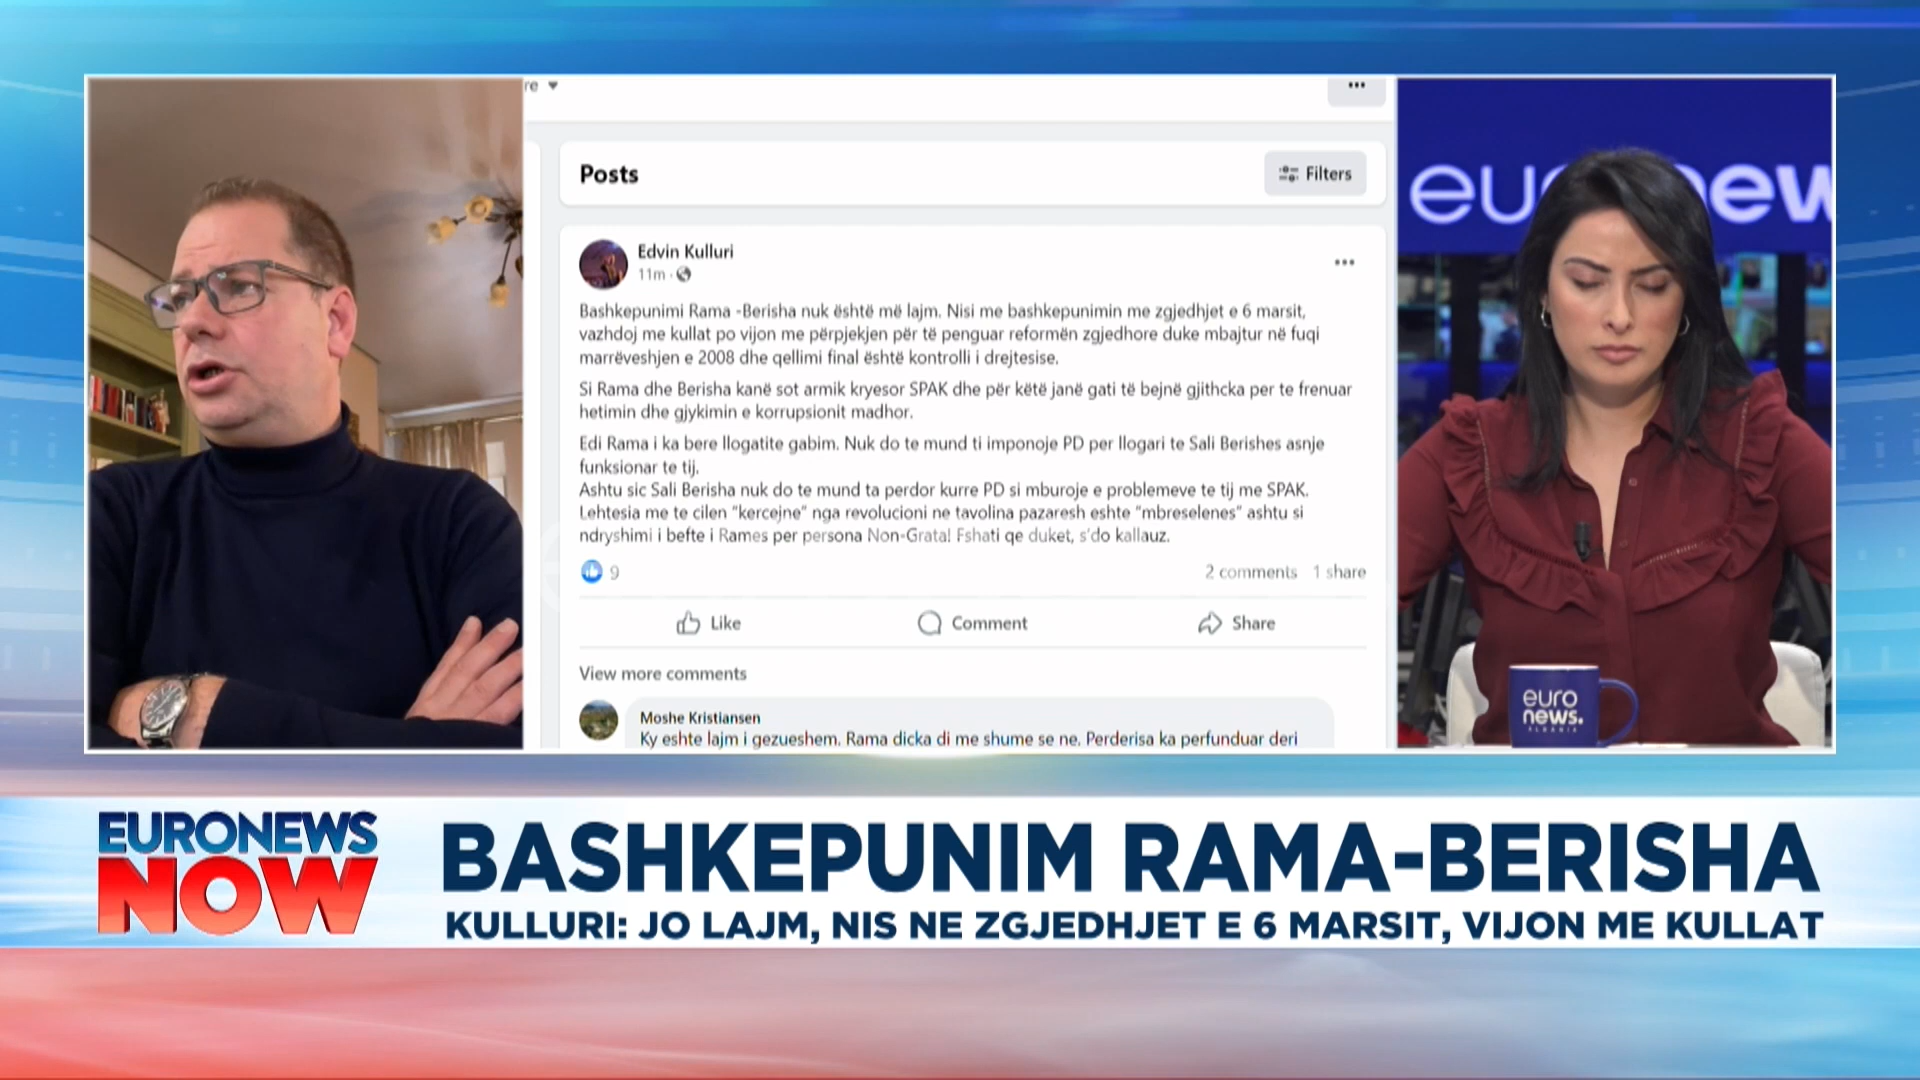 re
Posts
Filters
Edvin Kulluri
11m
Bashkepunimi Rama -Berisha nuk është më lajm. Nisi me bashkepunimin me zgjedhjet e 6 marsit,
vazhdoj me kullat po vijon me përpjekjen për të penguar reformën zgjedhore duke mbajtur në fuqi
marrëveshjen e 2008 dhe qellimi final është kontrolli i drejtesise.
Si Rama dhe Berisha kanë sot armik kryesor SPAK dhe për këtë janë gati të bejnë gjithcka per te frenuar
hetimin dhe gjykimin e korrupsionit madhor.
Edi Rama i ka bere llogatite gabim. Nuk do te mund ti imponoje PD per llogari te Sali Berishes asnje
funksionar te tij.
Ashtu sic Sali Berisha nuk do te mund ta perdor kurre PD si mburoje e problemeve te tij me SPAK.
Lehtesia me te cilen "kercejne" nga revolucioni ne tavolina pazaresh eshte "mbreselenes" ashtu si
ndryshimi i befte i Rames per persona Non-Grata! Fshati qe duket, s'do kallauz.
9
2 comments 1 share
Like Comment Share
View more comments
Moshe Kristiansen
Ky eshte lajm i gezueshem. Rama dicka di me shume se ne. Perderisa ka perfunduar deri
euronew
euro
news.
ALBANIA
EURONEWS
NOW
BASHKEPUNIM RAMA-BERISHA
KULLURI: JO LAJM, NIS NE ZGJEDHJET E 6 MARSIT, VIJON ME KULLAT